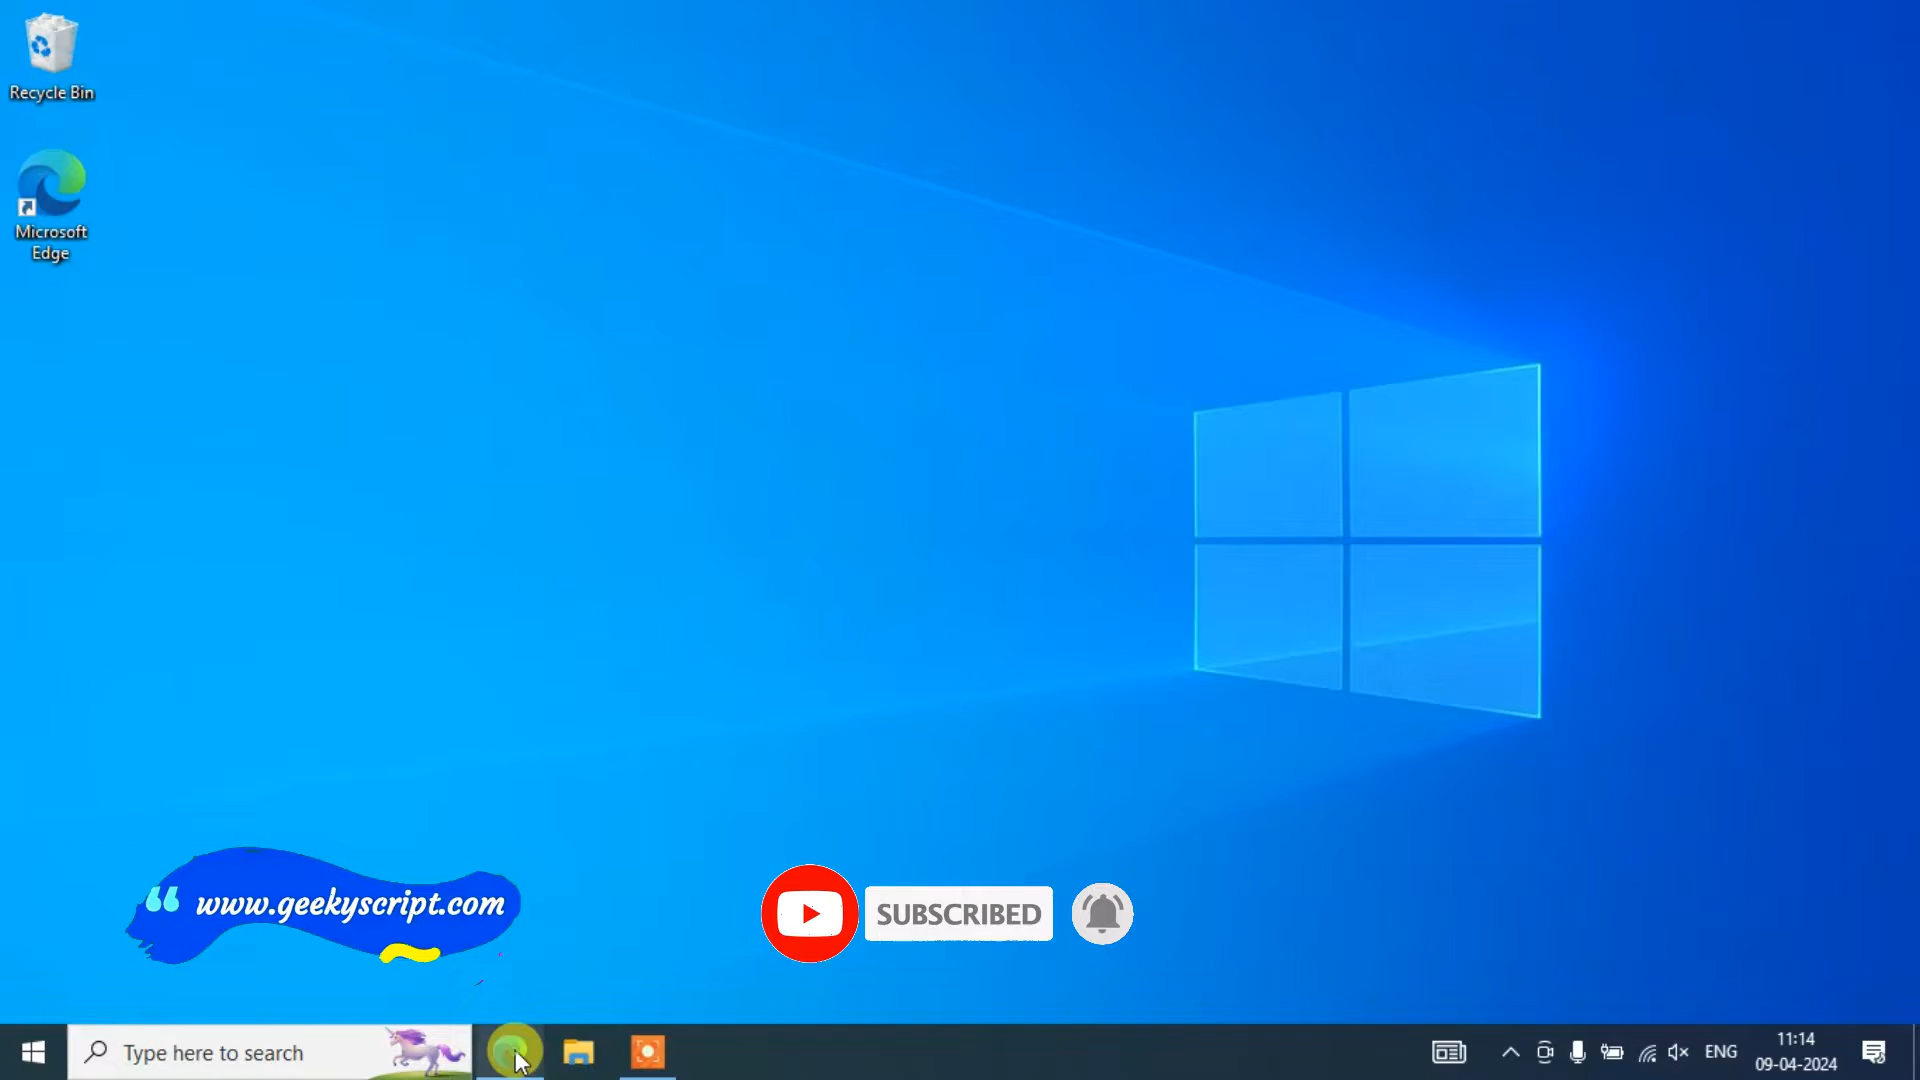 Recycle Bin
Microsoft
Edge
www.geekyscript.com
SUBSCRIBED
Type here to search
ENG
11:14
09-04-2024